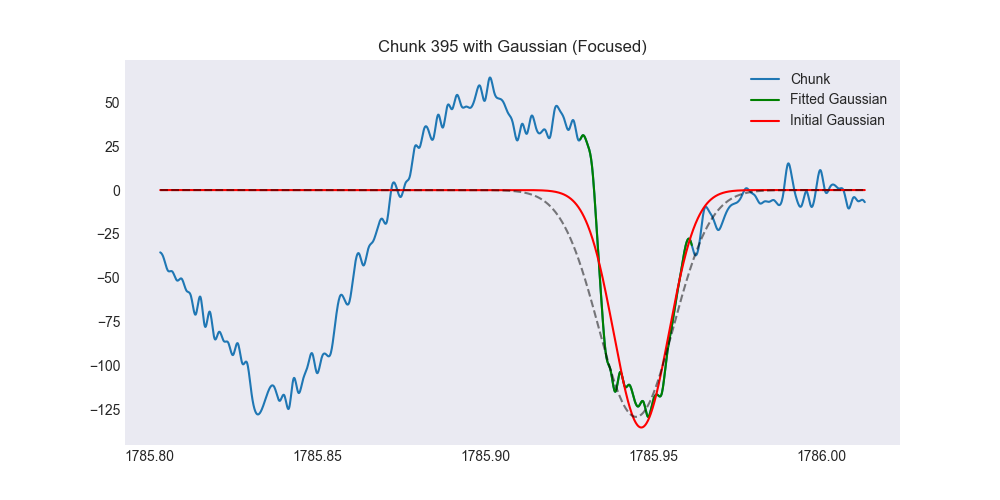 Chunk 395 with Gaussian (Focused)
Chunk
Fitted Gaussian
Initial Gaussian
50
25
0
−25
−50
−75
−100
−125
1785.80 1785.85 1785.90 1785.95 1786.00